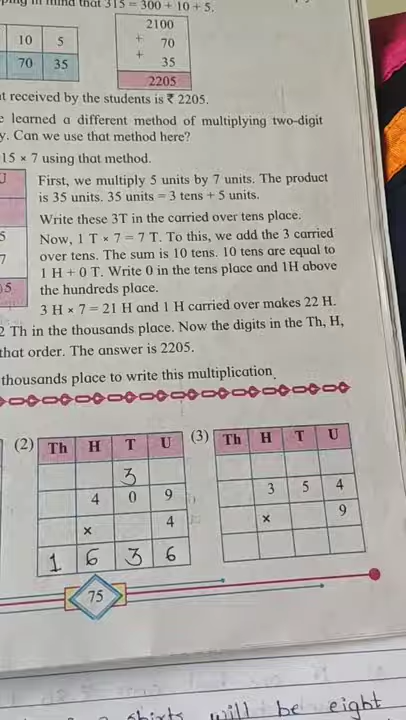 in mind that 315 = 300 + 10 + 5.
10 5
70 35
2100
+ 70
+ 35
2205
received by the students is ₹ 2205.
learned a different method of multiplying two-digit
Can we use that method here?
15 × 7 using that method.
U
5
7
5
First, we multiply 5 units by 7 units. The product
is 35 units. 35 units = 3 tens + 5 units.
Write these 3T in the carried over tens place.
Now, 1 T × 7 = 7 T. To this, we add the 3 carried
over tens. The sum is 10 tens. 10 tens are equal to
1 H + 0 T. Write 0 in the tens place and 1H above
the hundreds place.
3 H × 7 = 21 H and 1 H carried over makes 22 H.
2 Th in the thousands place. Now the digits in the Th, H,
that order. The answer is 2205.
thousands place to write this multiplication.
(2) Th H T U
3
4 0 9
× 4
1 6 3 6
(3) Th H T U
3 5 4
× 9
75
shirts will be eight